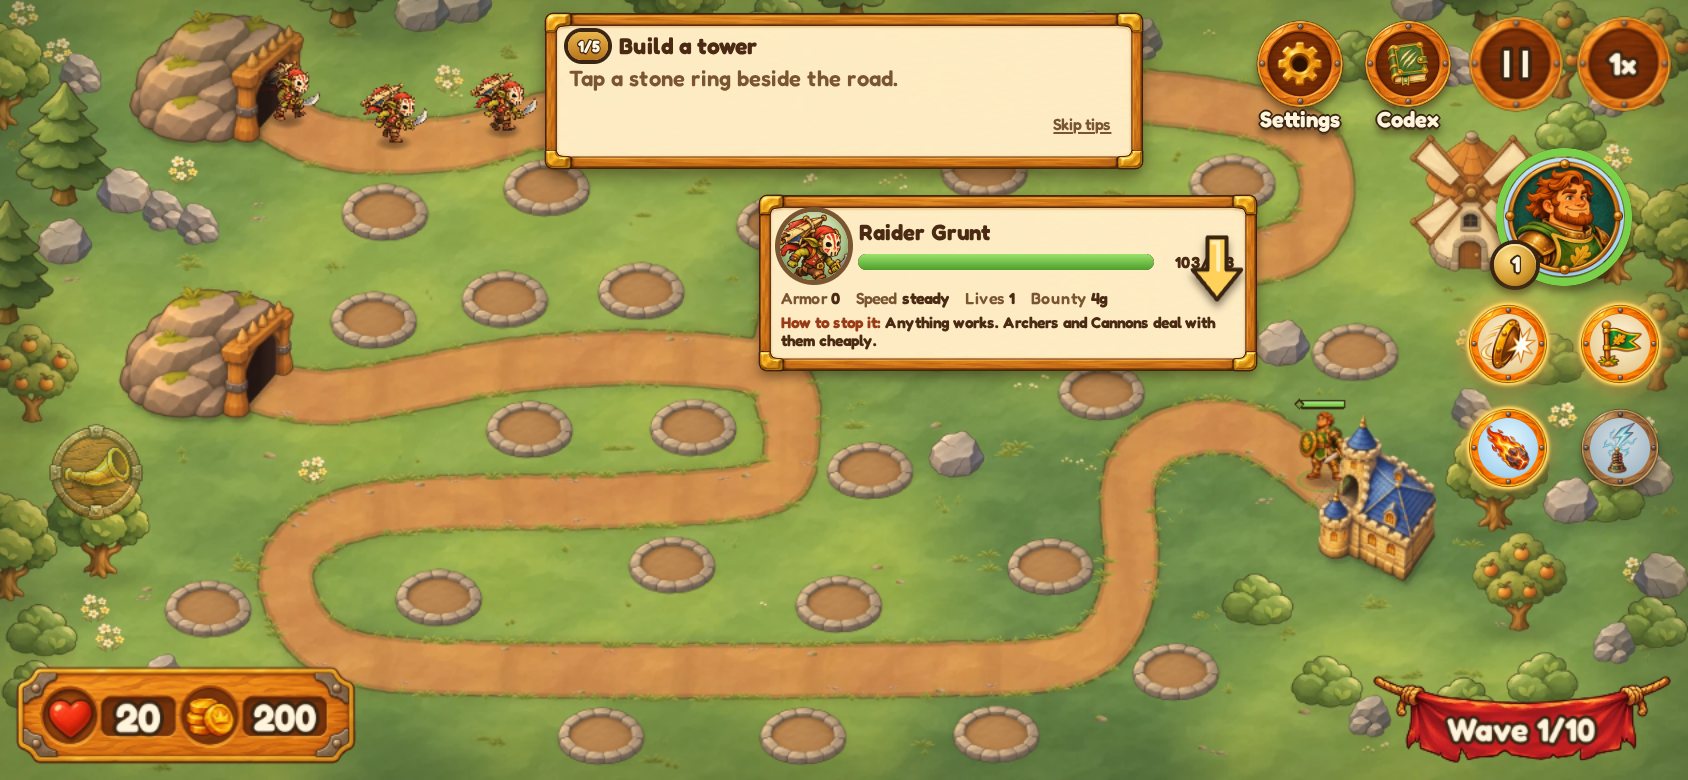 1/5 Build a tower
Tap a stone ring beside the road.
Skip tips
Settings
Codex
1x
Raider Grunt
Armor 0 Speed steady Lives 1 Bounty 4g
How to stop it: Anything works. Archers and Cannons deal with
them cheaply.
1
20
200
Wave 1/10